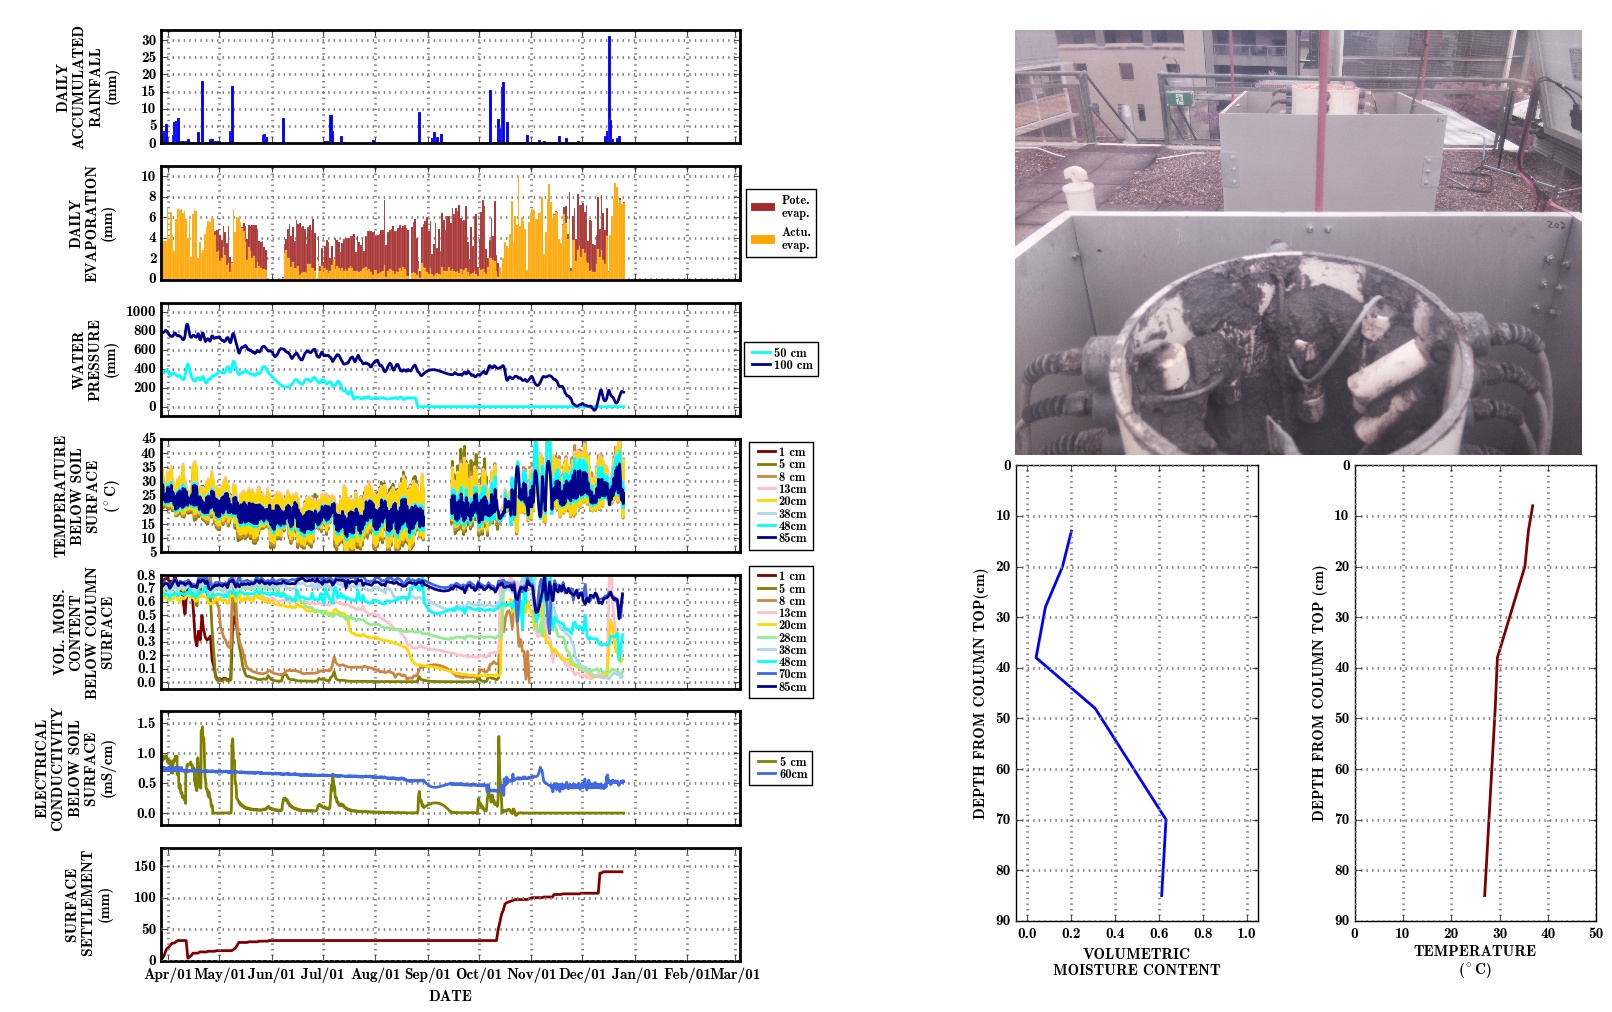 DAILY
ACCUMULATED
RAINFALL
(mm)
30
25
20
15
10
5
0
DAILY
EVAPORATION
(mm)
10
8
6
4
2
0
Pote.
evap.
Actu.
evap.
WATER
PRESSURE
(mm)
1000
800
600
400
200
0
50 cm
100 cm
TEMPERATURE
BELOW SOIL
SURFACE
(°C)
45
40
35
30
25
20
15
10
5
1 cm
5 cm
8 cm
13cm
20cm
38cm
48cm
85cm
VOL. MOIS.
CONTENT
BELOW COLUMN
SURFACE
0.8
0.7
0.6
0.5
0.4
0.3
0.2
0.1
0.0
1 cm
5 cm
8 cm
13cm
20cm
28cm
38cm
48cm
70cm
85cm
ELECTRICAL
CONDUCTIVITY
BELOW SOIL
SURFACE
(mS/cm)
1.5
1.0
0.5
0.0
5 cm
60cm
SURFACE
SETTLEMENT
(mm)
150
100
50
0
Apr/01 May/01 Jun/01 Jul/01 Aug/01 Sep/01 Oct/01 Nov/01 Dec/01 Jan/01 Feb/01 Mar/01
DATE
DEPTH FROM COLUMN TOP(cm)
0
10
20
30
40
50
60
70
80
90
0.0 0.2 0.4 0.6 0.8 1.0
VOLUMETRIC
MOISTURE CONTENT
DEPTH FROM COLUMN TOP (cm)
0
10
20
30
40
50
60
70
80
90
0 10 20 30 40 50
TEMPERATURE
(°C)